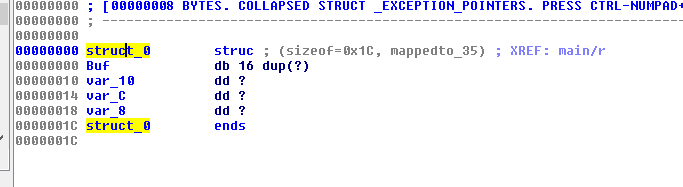 00000000 ; [00000008 BYTES. COLLAPSED STRUCT _EXCEPTION_POINTERS. PRESS CTRL-NUMPAD+
00000000 ; ---------------------------------------------------------------------------
00000000
00000000 struct_0 struc ; (sizeof=0x1C, mappedto_35) ; XREF: main/r
00000000 Buf db 16 dup(?)
00000010 var_10 dd ?
00000014 var_C dd ?
00000018 var_8 dd ?
0000001C struct_0 ends
0000001C